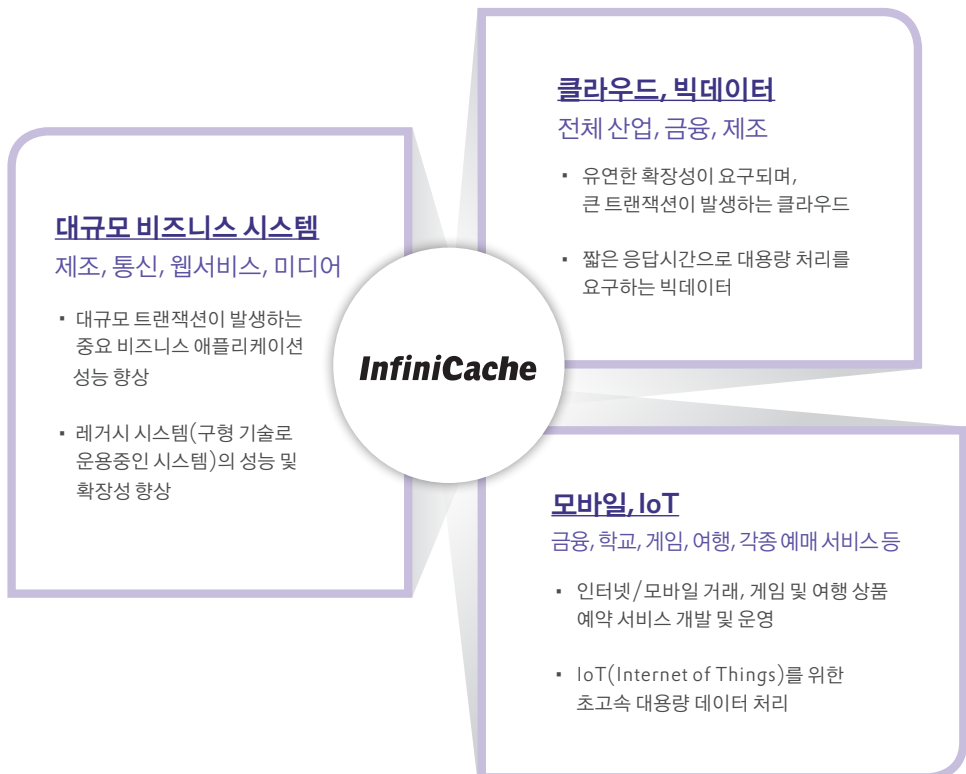 클라우드, 빅데이터
전체 산업, 금융, 제조
▪ 유연한 확장성이 요구되며,
큰 트랜잭션이 발생하는 클라우드
▪ 짧은 응답시간으로 대용량 처리를
요구하는 빅데이터
대규모 비즈니스 시스템
제조, 통신, 웹서비스, 미디어
▪ 대규모 트랜잭션이 발생하는
중요 비즈니스 애플리케이션
성능 향상
▪ 레거시 시스템(구형 기술로
운용중인 시스템)의 성능 및
확장성 향상
InfiniCache
모바일, IoT
금융, 학교, 게임, 여행, 각종 예매 서비스 등
▪ 인터넷/모바일 거래, 게임 및 여행 상품
예약 서비스 개발 및 운영
▪ IoT(Internet of Things)를 위한
초고속 대용량 데이터 처리